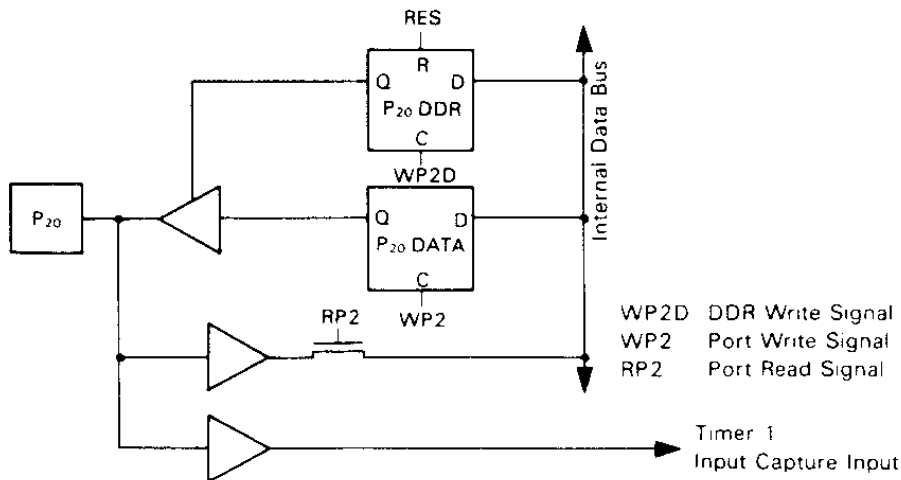 RES
R
Q D
P₂₀ DDR
C
WP2D
P₂₀
Q D
P₂₀ DATA
C
WP2
RP2
Internal Data Bus
WP2D DDR Write Signal
WP2 Port Write Signal
RP2 Port Read Signal
Timer 1
Input Capture Input